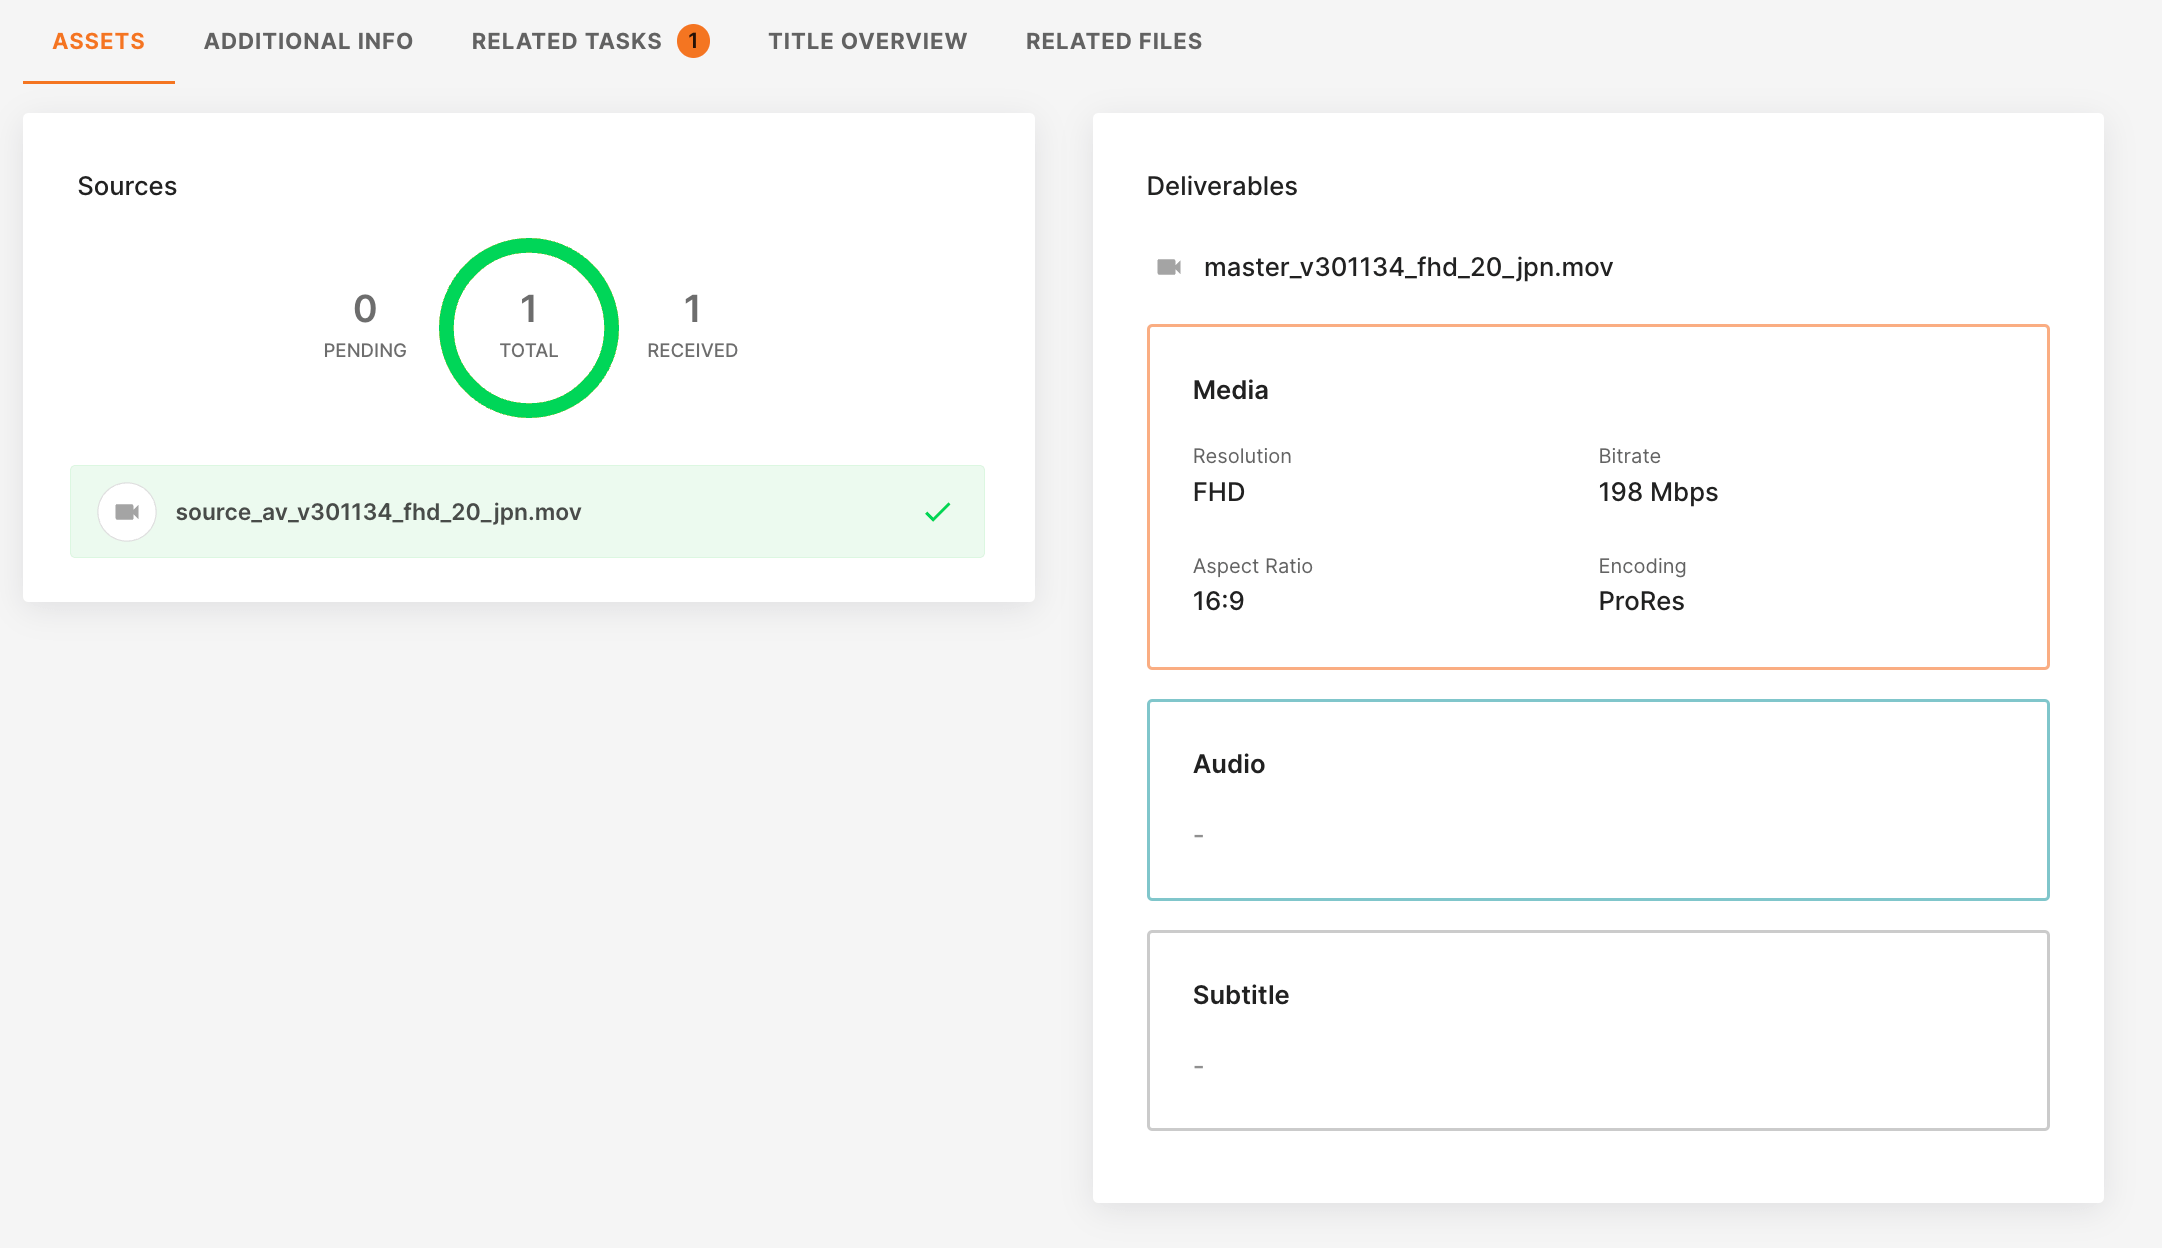 ASSETS ADDITIONAL INFO RELATED TASKS 1 TITLE OVERVIEW RELATED FILES
Sources
0 1 1
PENDING TOTAL RECEIVED
source_av_v301134_fhd_20_jpn.mov
Deliverables
master_v301134_fhd_20_jpn.mov
Media
Resolution Bitrate
FHD 198 Mbps
Aspect Ratio Encoding
16:9 ProRes
Audio
-
Subtitle
-